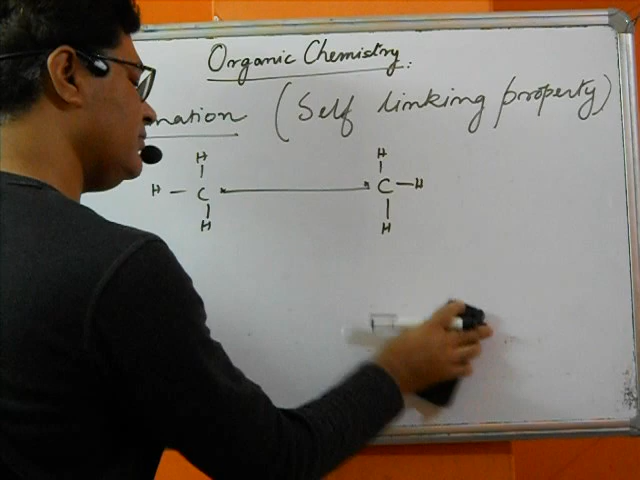 Organic Chemistry.
nation (Self linking property)
H H
H - C C - H
H H